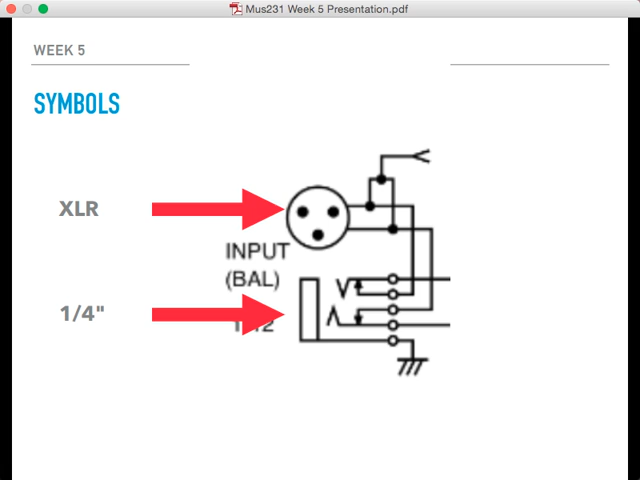 Mus231 Week 5 Presentation.pdf
WEEK 5
SYMBOLS
XLR
INPUT
(BAL)
1/4"